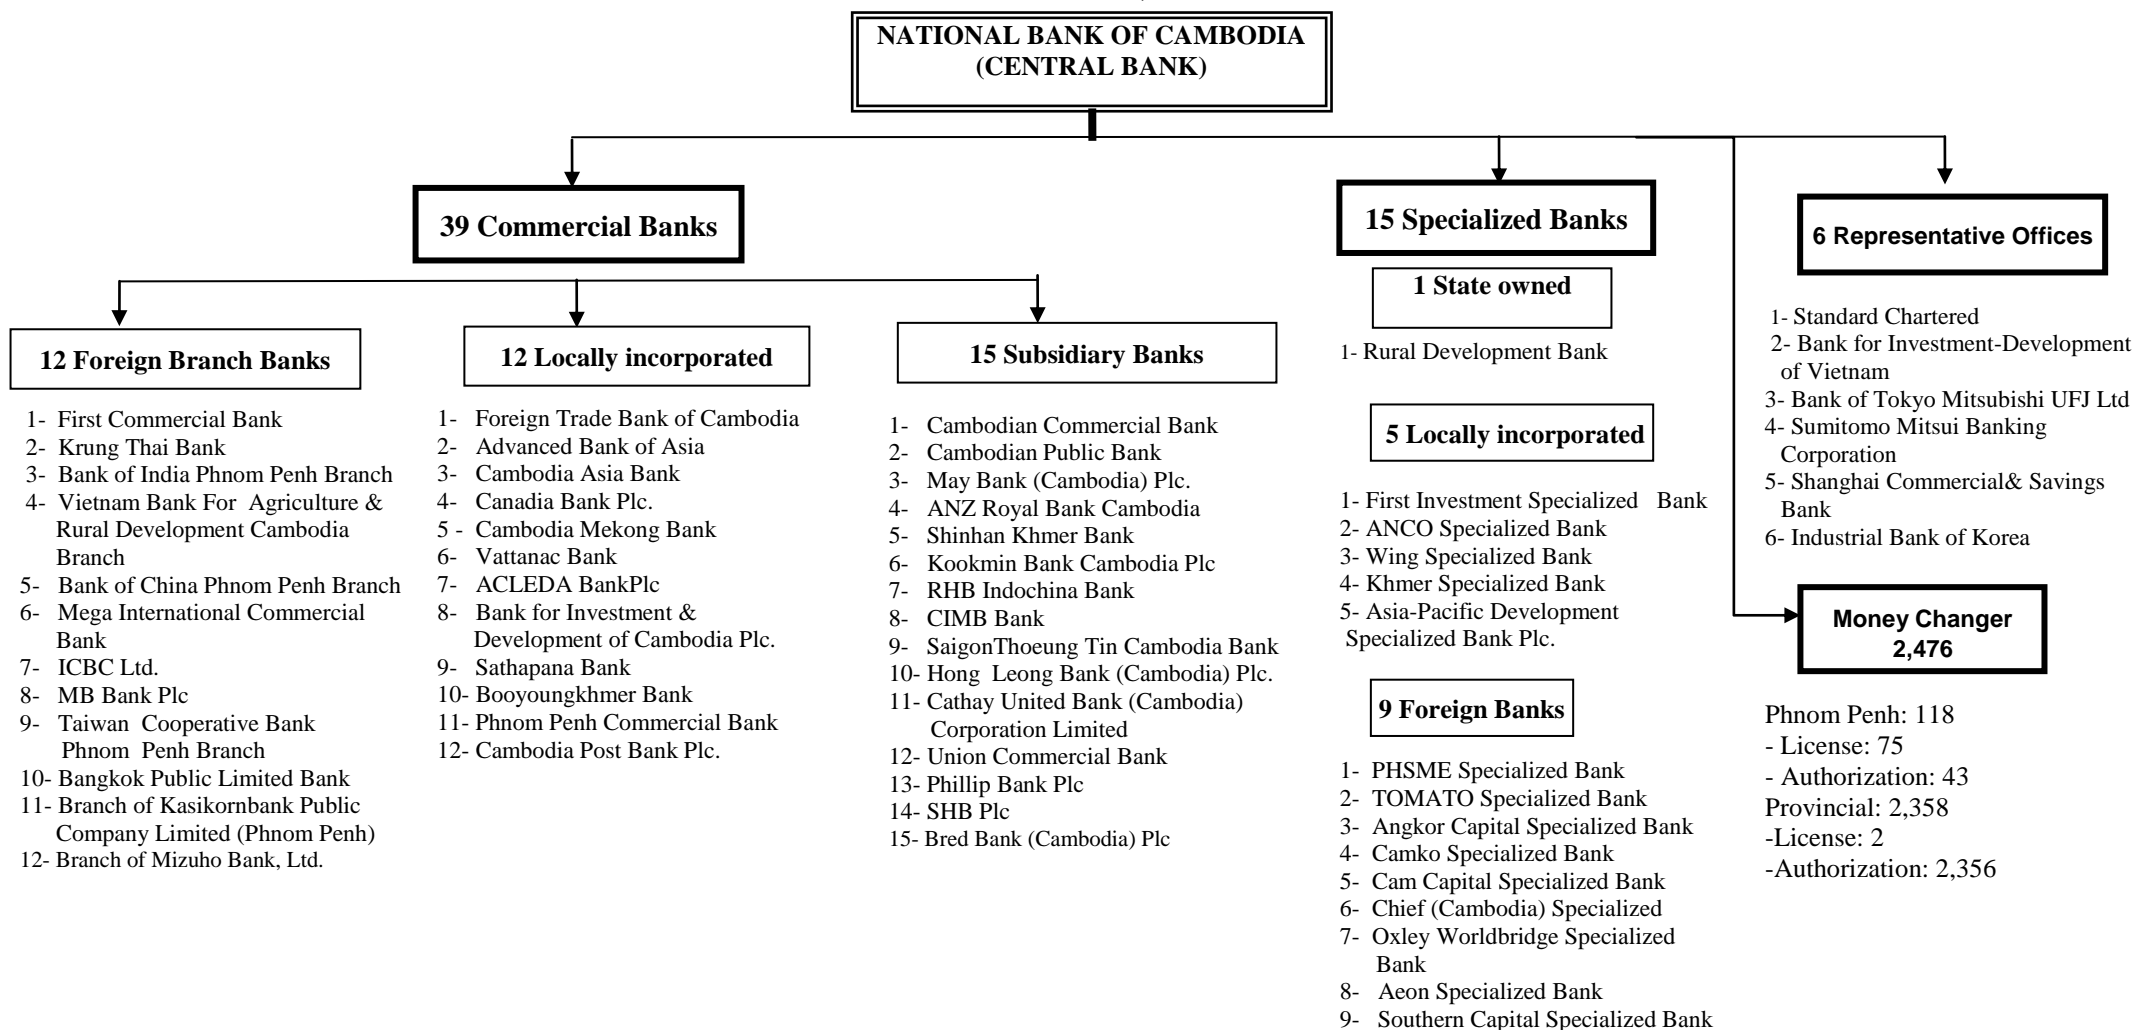 NATIONAL BANK OF CAMBODIA
(CENTRAL BANK)
39 Commercial Banks
15 Specialized Banks
6 Representative Offices
12 Foreign Branch Banks
1- First Commercial Bank
2- Krung Thai Bank
3- Bank of India Phnom Penh Branch
4- Vietnam Bank For Agriculture &
Rural Development Cambodia
Branch
5- Bank of China Phnom Penh Branch
6- Mega International Commercial
Bank
7- ICBC Ltd.
8- MB Bank Plc
9- Taiwan Cooperative Bank
Phnom Penh Branch
10- Bangkok Public Limited Bank
11- Branch of Kasikornbank Public
Company Limited (Phnom Penh)
12- Branch of Mizuho Bank, Ltd.
12 Locally incorporated
1- Foreign Trade Bank of Cambodia
2- Advanced Bank of Asia
3- Cambodia Asia Bank
4- Canadia Bank Plc.
5 - Cambodia Mekong Bank
6- Vattanac Bank
7- ACLEDA BankPlc
8- Bank for Investment &
Development of Cambodia Plc.
9- Sathapana Bank
10- Booyoungkhmer Bank
11- Phnom Penh Commercial Bank
12- Cambodia Post Bank Plc.
15 Subsidiary Banks
1- Cambodian Commercial Bank
2- Cambodian Public Bank
3- May Bank (Cambodia) Plc.
4- ANZ Royal Bank Cambodia
5- Shinhan Khmer Bank
6- Kookmin Bank Cambodia Plc
7- RHB Indochina Bank
8- CIMB Bank
9- SaigonThoeung Tin Cambodia Bank
10- Hong Leong Bank (Cambodia) Plc.
11- Cathay United Bank (Cambodia)
Corporation Limited
12- Union Commercial Bank
13- Phillip Bank Plc
14- SHB Plc
15- Bred Bank (Cambodia) Plc
1 State owned
1- Rural Development Bank
5 Locally incorporated
1- First Investment Specialized Bank
2- ANCO Specialized Bank
3- Wing Specialized Bank
4- Khmer Specialized Bank
5- Asia-Pacific Development
Specialized Bank Plc.
9 Foreign Banks
1- PHSME Specialized Bank
2- TOMATO Specialized Bank
3- Angkor Capital Specialized Bank
4- Camko Specialized Bank
5- Cam Capital Specialized Bank
6- Chief (Cambodia) Specialized
7- Oxley Worldbridge Specialized
Bank
8- Aeon Specialized Bank
9- Southern Capital Specialized Bank
1- Standard Chartered
2- Bank for Investment-Development
of Vietnam
3- Bank of Tokyo Mitsubishi UFJ Ltd
4- Sumitomo Mitsui Banking
Corporation
5- Shanghai Commercial& Savings
Bank
6- Industrial Bank of Korea
Money Changer
2,476
Phnom Penh: 118
- License: 75
- Authorization: 43
Provincial: 2,358
-License: 2
-Authorization: 2,356